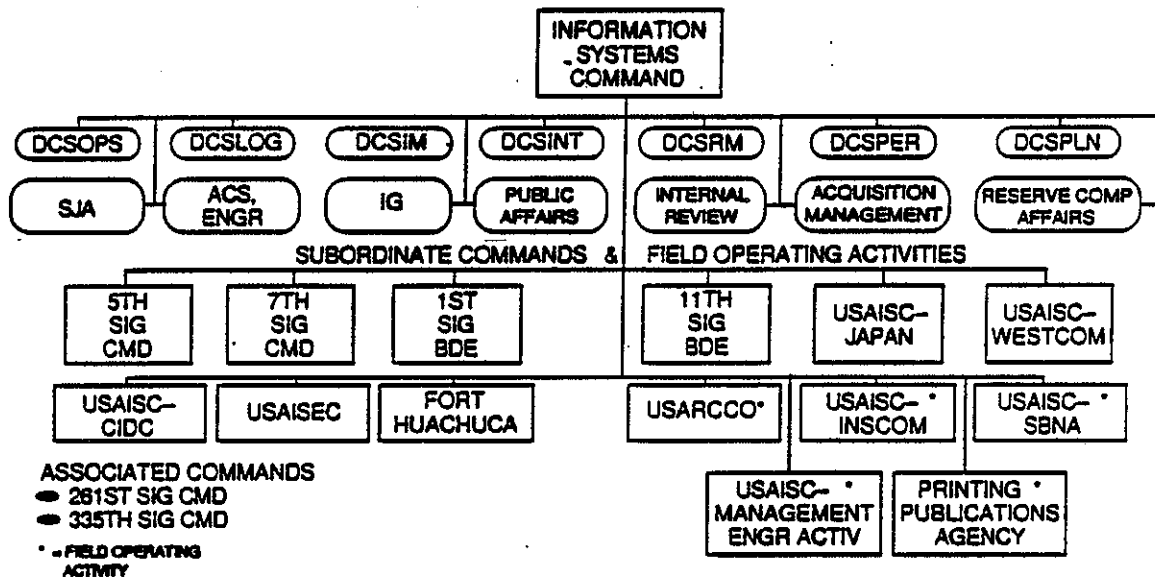 INFORMATION
SYSTEMS
COMMAND
DCSOPS
DCSLOG
DCSIM
DCSINT
DCSRM
DCSPER
DCSPLN
SJA
ACS,
ENGR
IG
PUBLIC
AFFAIRS
INTERNAL
REVIEW
ACQUISITION
MANAGEMENT
RESERVE COMP
AFFAIRS
SUBORDINATE COMMANDS & FIELD OPERATING ACTIVITIES
5TH
SIG
CMD
7TH
SIG
CMD
1ST
SIG
BDE
11TH
SIG
BDE
USAISC–
JAPAN
USAISC–
WESTCOM
USAISC–
CIDC
USAISEC
FORT
HUACHUCA
USARCCO*
USAISC– *
INSCOM
USAISC– *
SBNA
USAISC– *
MANAGEMENT
ENGR ACTIV
PRINTING *
PUBLICATIONS
AGENCY
ASSOCIATED COMMANDS
261ST SIG CMD
335TH SIG CMD
* – FIELD OPERATING
ACTIVITY